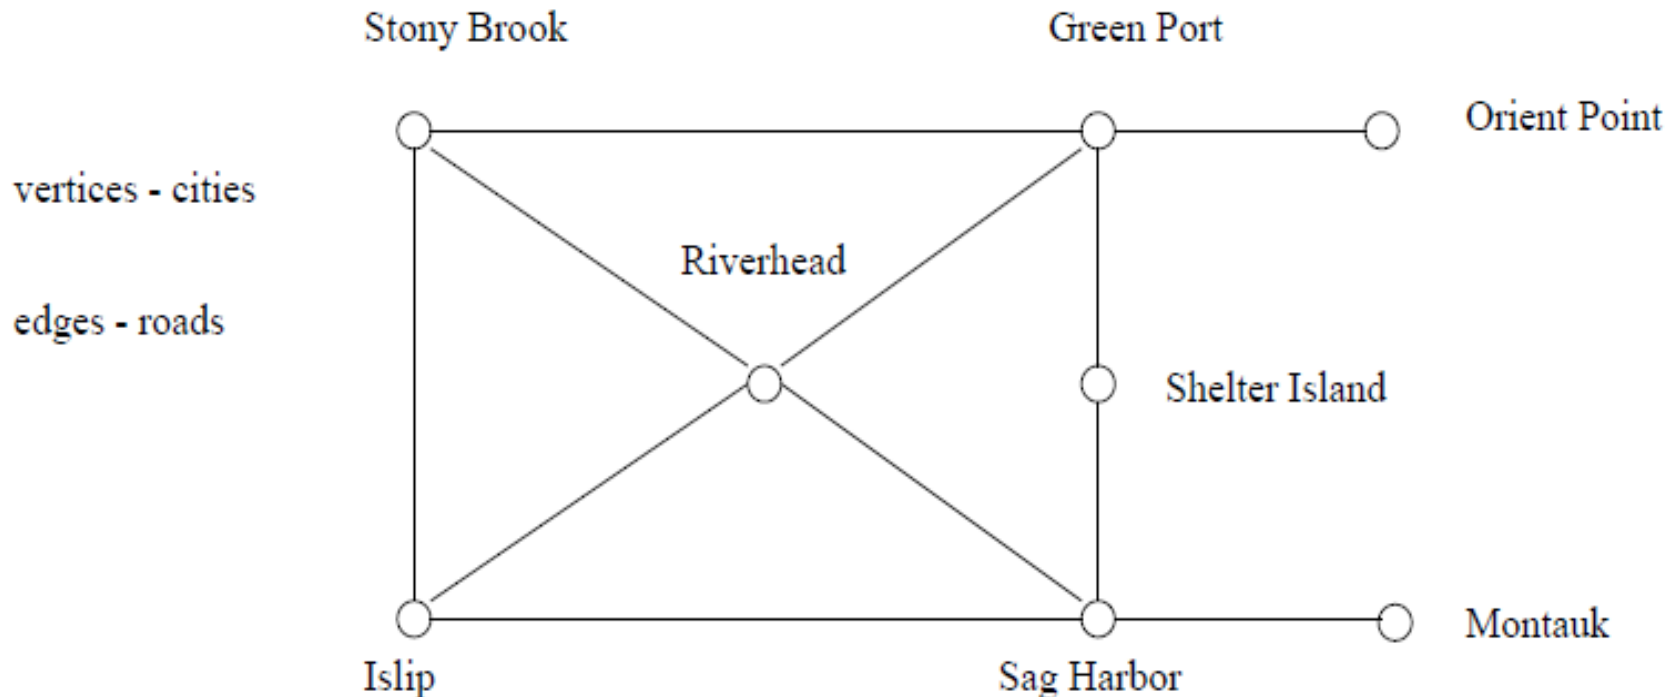 Stony Brook
Green Port
Orient Point
vertices - cities
Riverhead
edges - roads
Shelter Island
Montauk
Islip
Sag Harbor